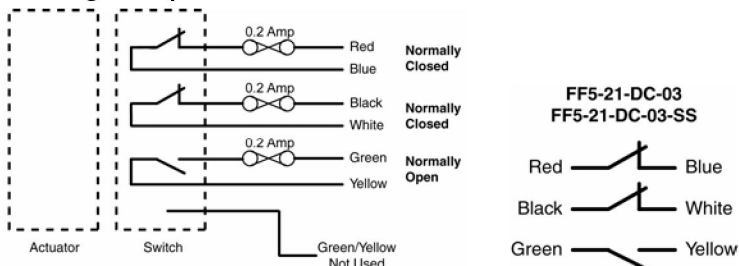 0.2 Amp
Red
Normally
Closed
Blue
0.2 Amp
Black
Normally
Closed
White
0.2 Amp
Green
Normally
Open
Yellow
Actuator
Switch
Green/Yellow
Not Used
FF5-21-DC-03
FF5-21-DC-03-SS
Red Blue
Black White
Green Yellow